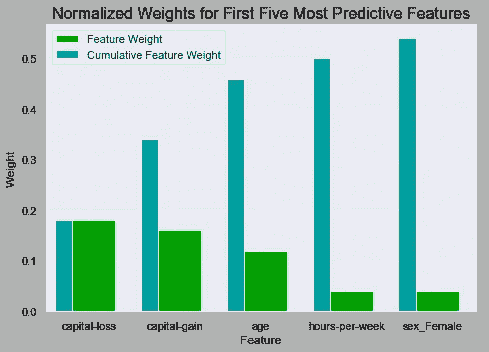 Normalized Weights for First Five Most Predictive Features
Feature Weight
Cumulative Feature Weight
Weight
0.5
0.4
0.3
0.2
0.1
0.0
capital-loss capital-gain age hours-per-week sex_Female
Feature